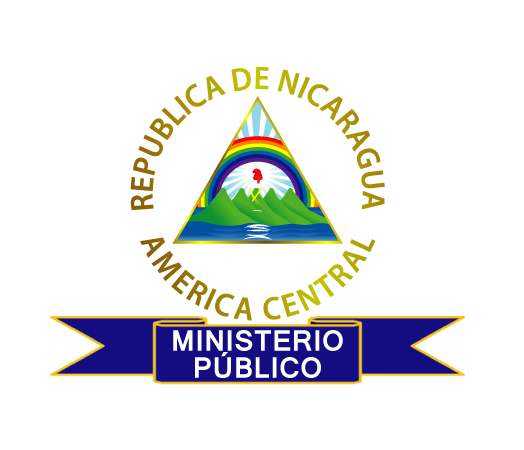 REPUBLICA DE NICARAGUA
AMERICA CENTRAL
MINISTERIO
PÚBLICO